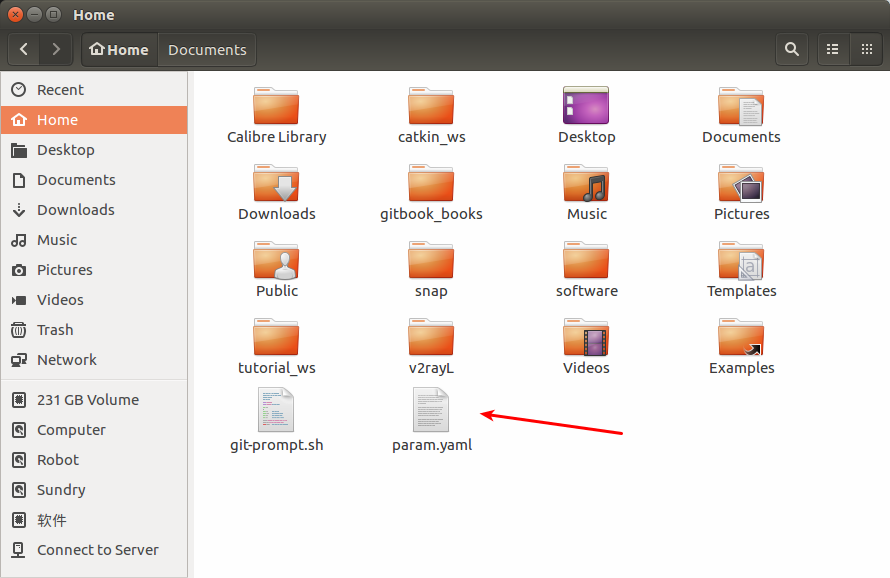 Home
Home Documents
Recent
Home
Desktop
Documents
Downloads
Music
Pictures
Videos
Trash
Network
231 GB Volume
Computer
Robot
Sundry
软件
Connect to Server
Calibre Library catkin_ws Desktop Documents
Downloads gitbook_books Music Pictures
Public snap software Templates
tutorial_ws v2rayL Videos Examples
git-prompt.sh param.yaml